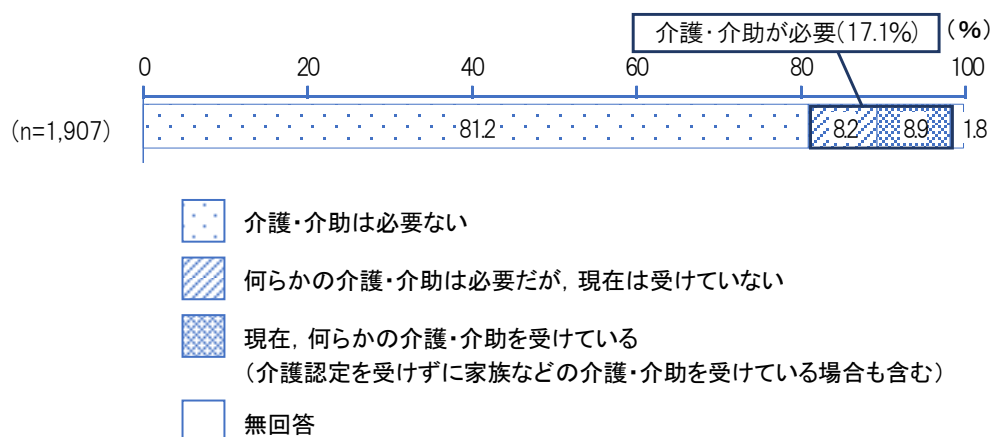 介護・介助が必要(17.1%)
(%)
0 20 40 60 80 100
(n=1,907) 81.2 8.2 8.9 1.8
介護・介助は必要ない
何らかの介護・介助は必要だが，現在は受けていない
現在，何らかの介護・介助を受けている
（介護認定を受けずに家族などの介護・介助を受けている場合も含む）
無回答